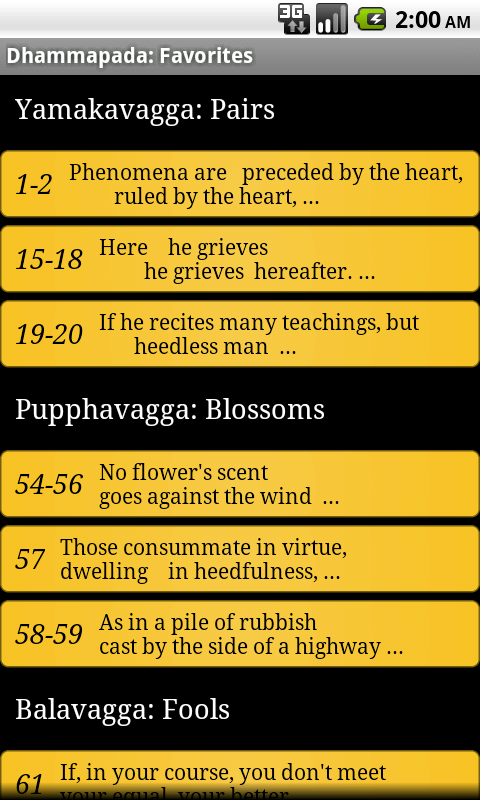 3G
2:00 AM
Dhammapada: Favorites
Yamakavagga: Pairs
1-2 Phenomena are preceded by the heart,
ruled by the heart, ...
15-18 Here he grieves
he grieves hereafter. ...
19-20 If he recites many teachings, but
heedless man ...
Pupphavagga: Blossoms
54-56 No flower's scent
goes against the wind ...
57 Those consummate in virtue,
dwelling in heedfulness, ...
58-59 As in a pile of rubbish
cast by the side of a highway ...
Balavagga: Fools
61 If, in your course, you don't meet
your equal, your better